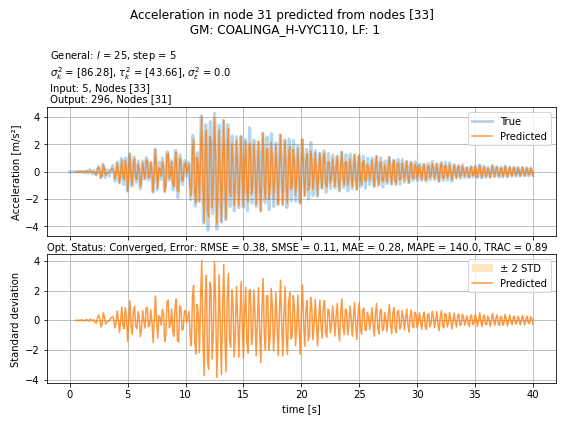 Acceleration in node 31 predicted from nodes [33]
GM: COALINGA_H-VYC110, LF: 1
General: l = 25, step = 5
σ²ₖ = [86.28], τ²ₖ = [43.66], σ²ε = 0.0
Input: 5, Nodes [33]
Output: 296, Nodes [31]
Acceleration [m/s²]
4
2
0
−2
−4
True
Predicted
Opt. Status: Converged, Error: RMSE = 0.38, SMSE = 0.11, MAE = 0.28, MAPE = 140.0, TRAC = 0.89
Standard deviation
4
2
0
−2
−4
± 2 STD
Predicted
0 5 10 15 20 25 30 35 40
time [s]